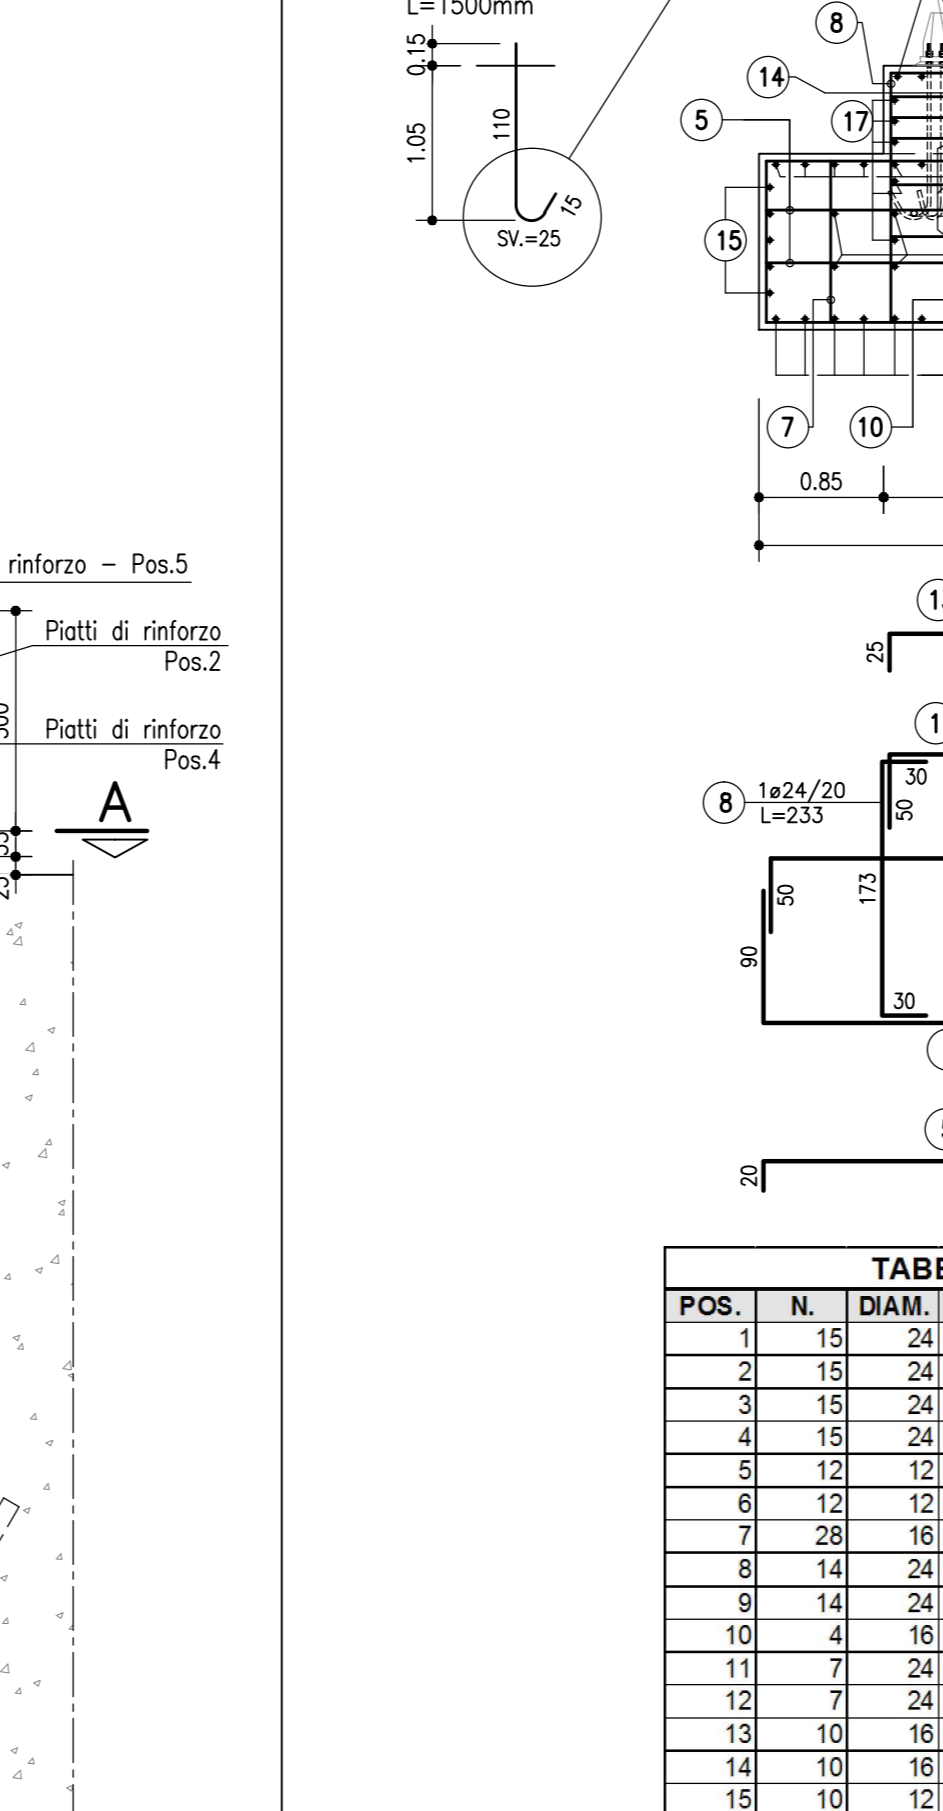 L=1500mm
0.15
1.05
110
15
SV.=25
8
14
5
17
15
7
10
0.85
rinforzo - Pos.5
Piatti di rinforzo
Pos.2
Piatti di rinforzo
Pos.4
A
25
8
1ø24/20
L=233
30
50
50
173
90
30
20
POS. N. DIAM.
1 15 24
2 15 24
3 15 24
4 15 24
5 12 12
6 12 12
7 28 16
8 14 24
9 14 24
10 4 16
11 7 24
12 7 24
13 10 16
14 10 16
15 10 12